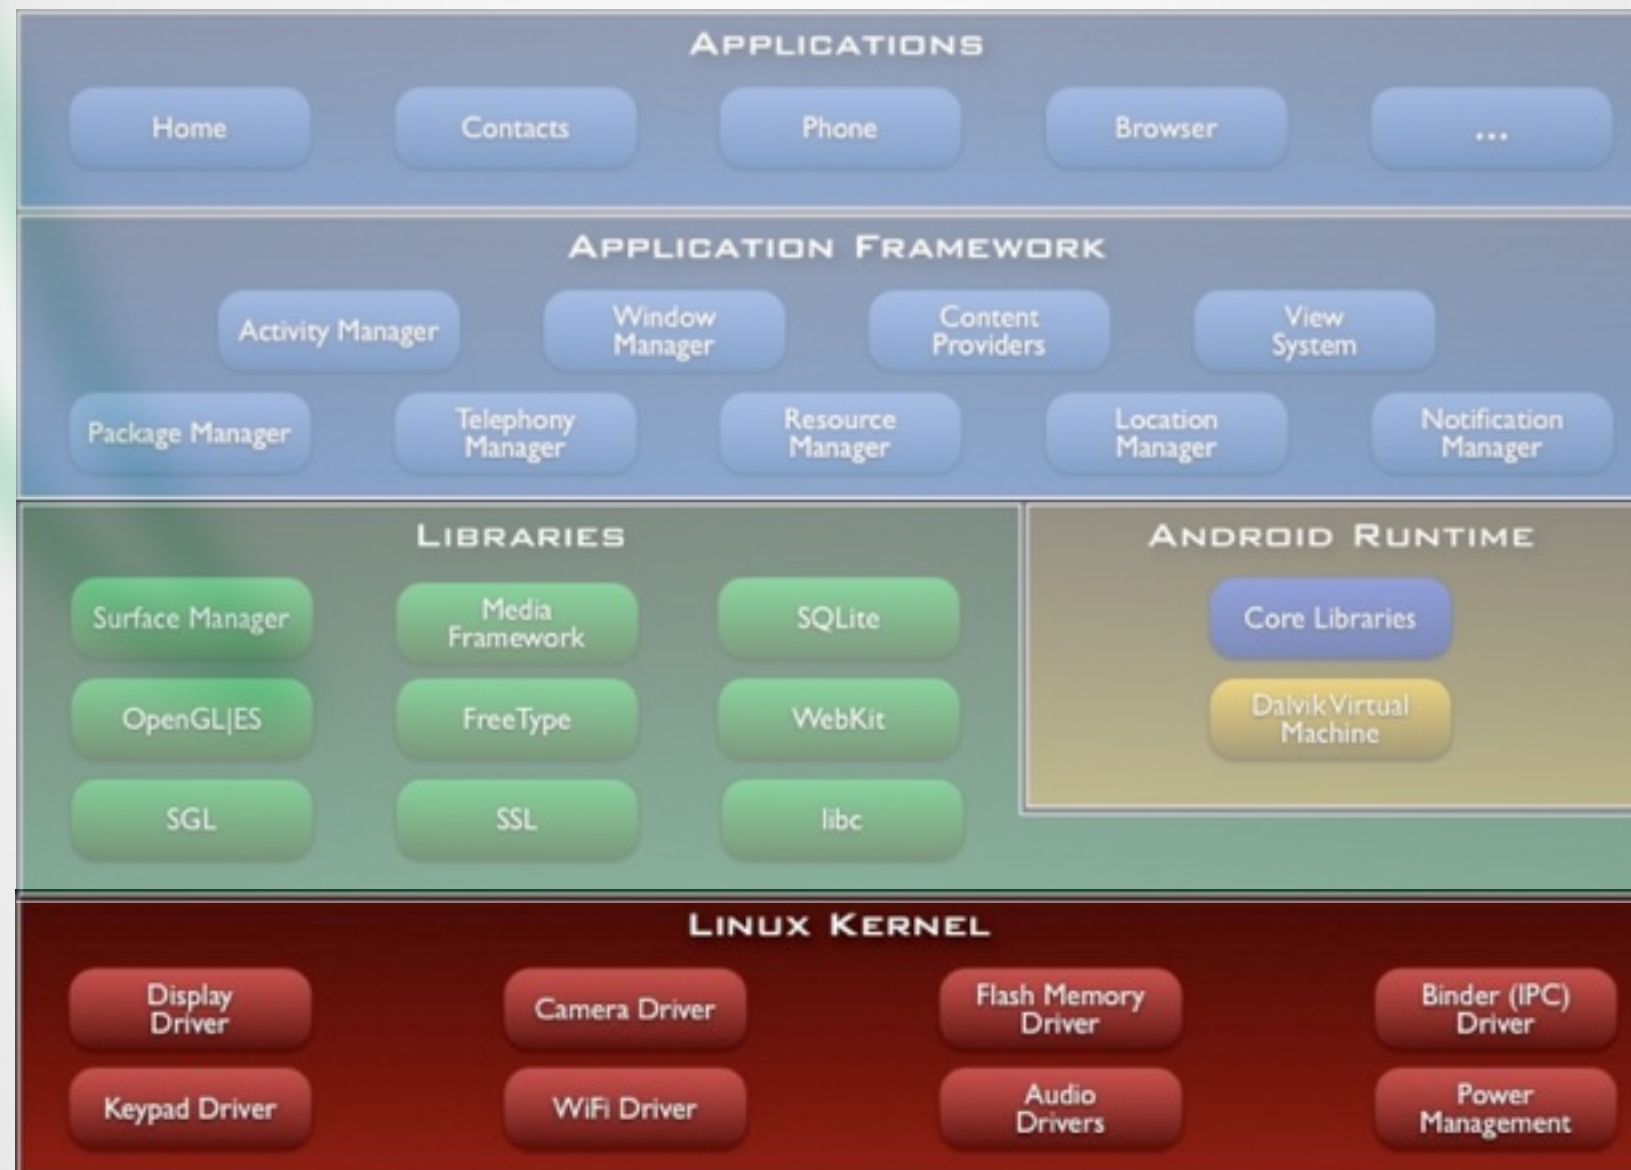 APPLICATIONS
Home
Contacts
Phone
Browser
...
APPLICATION FRAMEWORK
Activity Manager
Window
Manager
Content
Providers
View
System
Package Manager
Telephony
Manager
Resource
Manager
Location
Manager
Notification
Manager
LIBRARIES
Surface Manager
Media
Framework
SQLite
OpenGL|ES
FreeType
WebKit
SGL
SSL
libc
ANDROID RUNTIME
Core Libraries
Dalvik Virtual
Machine
LINUX KERNEL
Display
Driver
Camera Driver
Flash Memory
Driver
Binder (IPC)
Driver
Keypad Driver
WiFi Driver
Audio
Drivers
Power
Management